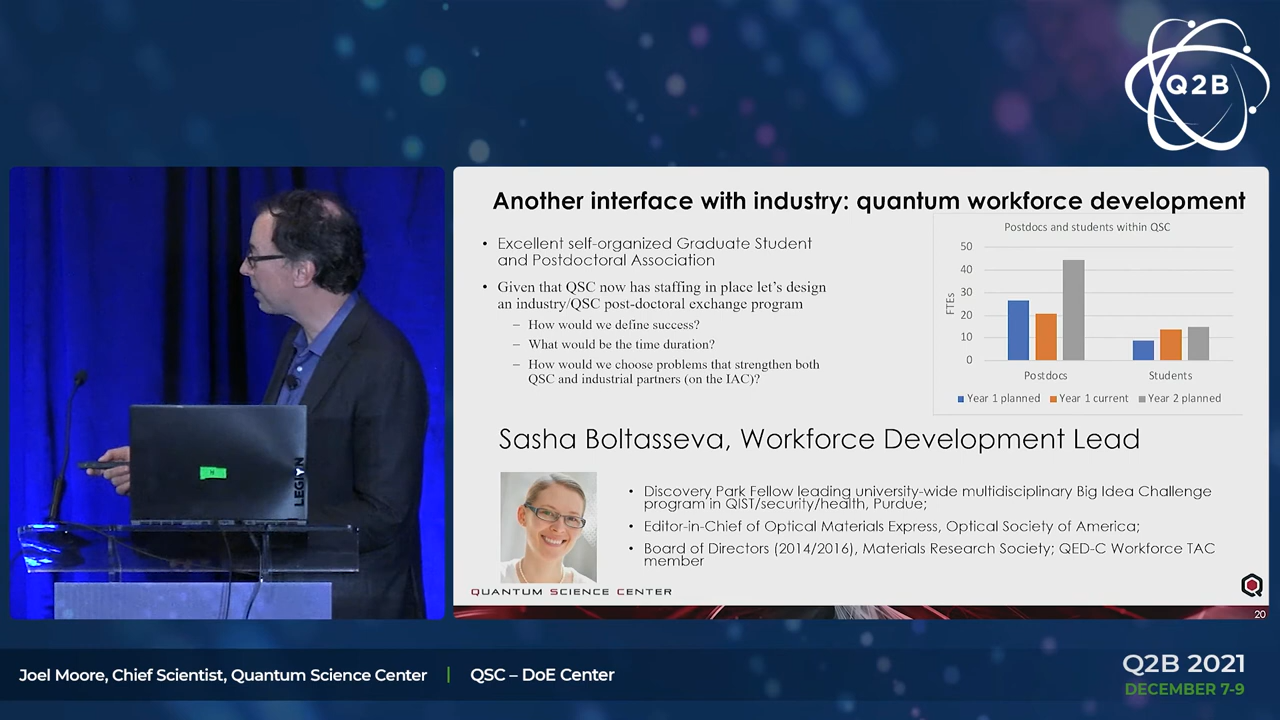 Q2B
Another interface with industry: quantum workforce development
• Excellent self-organized Graduate Student
and Postdoctoral Association
• Given that QSC now has staffing in place let's design
an industry/QSC post-doctoral exchange program
– How would we define success?
– What would be the time duration?
– How would we choose problems that strengthen both
QSC and industrial partners (on the IAC)?
Postdocs and students within QSC
50
40
30
20
10
0
FTEs
Postdocs
Students
Year 1 planned
Year 1 current
Year 2 planned
Sasha Boltasseva, Workforce Development Lead
• Discovery Park Fellow leading university-wide multidisciplinary Big Idea Challenge
program in QIST/security/health, Purdue;
• Editor-in-Chief of Optical Materials Express, Optical Society of America;
• Board of Directors (2014/2016), Materials Research Society; QED-C Workforce TAC
member
QUANTUM SCIENCE CENTER
20
LEGION
Joel Moore, Chief Scientist, Quantum Science Center | QSC – DoE Center
Q2B 2021
DECEMBER 7-9